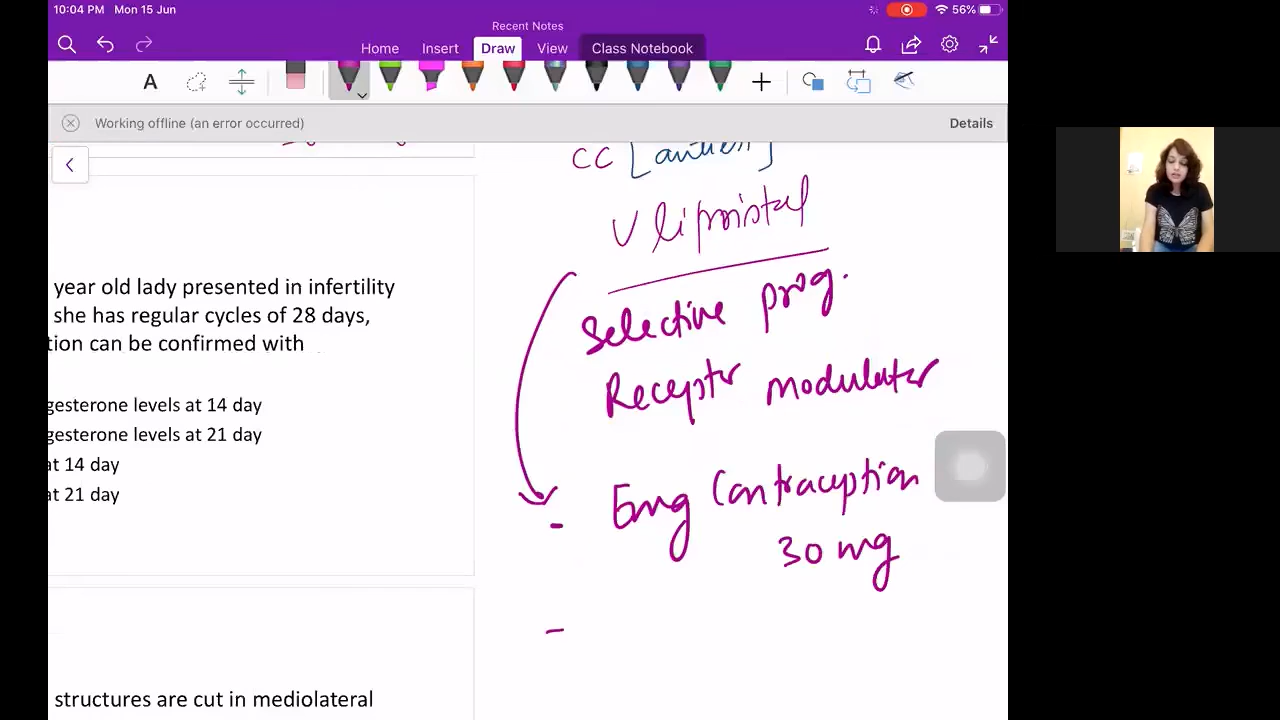 10:04 PM Mon 15 Jun
56%
Recent Notes
Home Insert Draw View Class Notebook
A
Working offline (an error occurred)
Details
CC
Uliprristal
Selective prog.
Receptor modulator
Emg Contraception
30 mg
year old lady presented in infertility
she has regular cycles of 28 days,
tion can be confirmed with
gesterone levels at 14 day
gesterone levels at 21 day
at 14 day
at 21 day
structures are cut in mediolateral